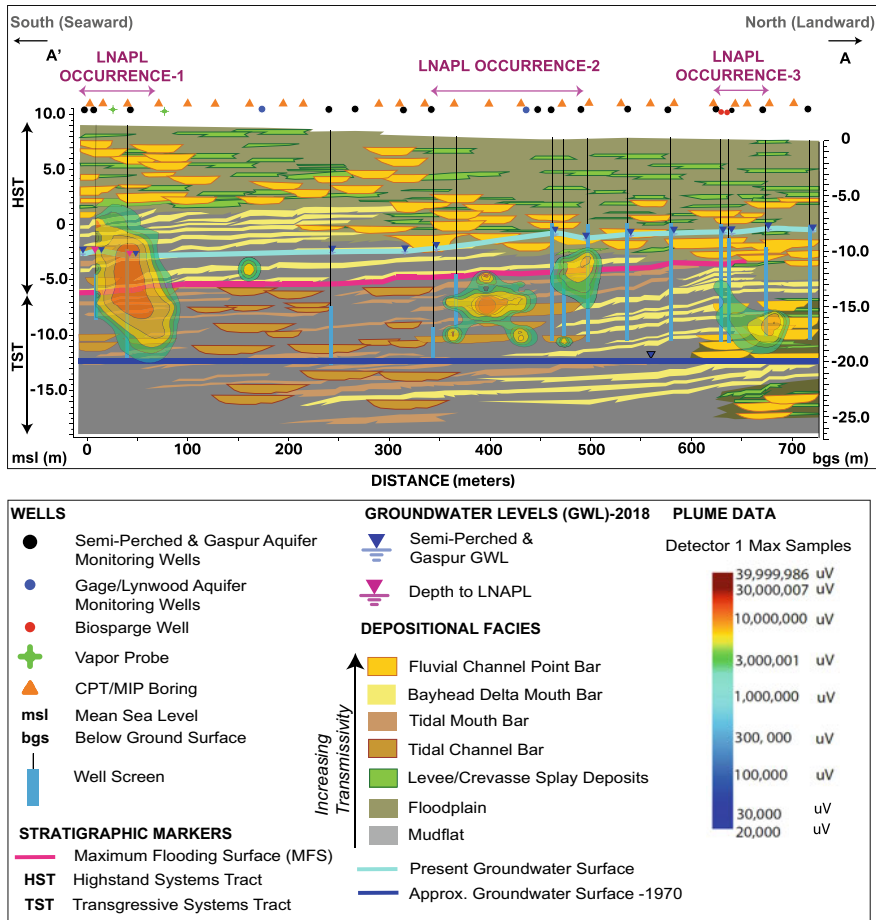 South (Seaward)
North (Landward)
A'
A
LNAPL
OCCURRENCE-1
LNAPL OCCURRENCE-2
LNAPL
OCCURRENCE-3
10.0
5.0
0
-5.0
-10.0
-15.0
HST
TST
0
-5.0
-10.0
-15.0
-20.0
-25.0
msl (m)
0
100
200
300
400
500
600
700
bgs (m)
DISTANCE (meters)
WELLS
Semi-Perched & Gaspur Aquifer
Monitoring Wells
Gage/Lynwood Aquifer
Monitoring Wells
Biosparge Well
Vapor Probe
CPT/MIP Boring
msl Mean Sea Level
bgs Below Ground Surface
Well Screen
STRATIGRAPHIC MARKERS
Maximum Flooding Surface (MFS)
HST Highstand Systems Tract
TST Transgressive Systems Tract
GROUNDWATER LEVELS (GWL)-2018
Semi-Perched &
Gaspur GWL
Depth to LNAPL
DEPOSITIONAL FACIES
Increasing
Transmissivity
Fluvial Channel Point Bar
Bayhead Delta Mouth Bar
Tidal Mouth Bar
Tidal Channel Bar
Levee/Crevasse Splay Deposits
Floodplain
Mudflat
Present Groundwater Surface
Approx. Groundwater Surface -1970
PLUME DATA
Detector 1 Max Samples
39,999,986 uV
30,000,007 uV
10,000,000 uV
3,000,001 uV
1,000,000 uV
300, 000 uV
100,000 uV
30,000 uV
20,000 uV